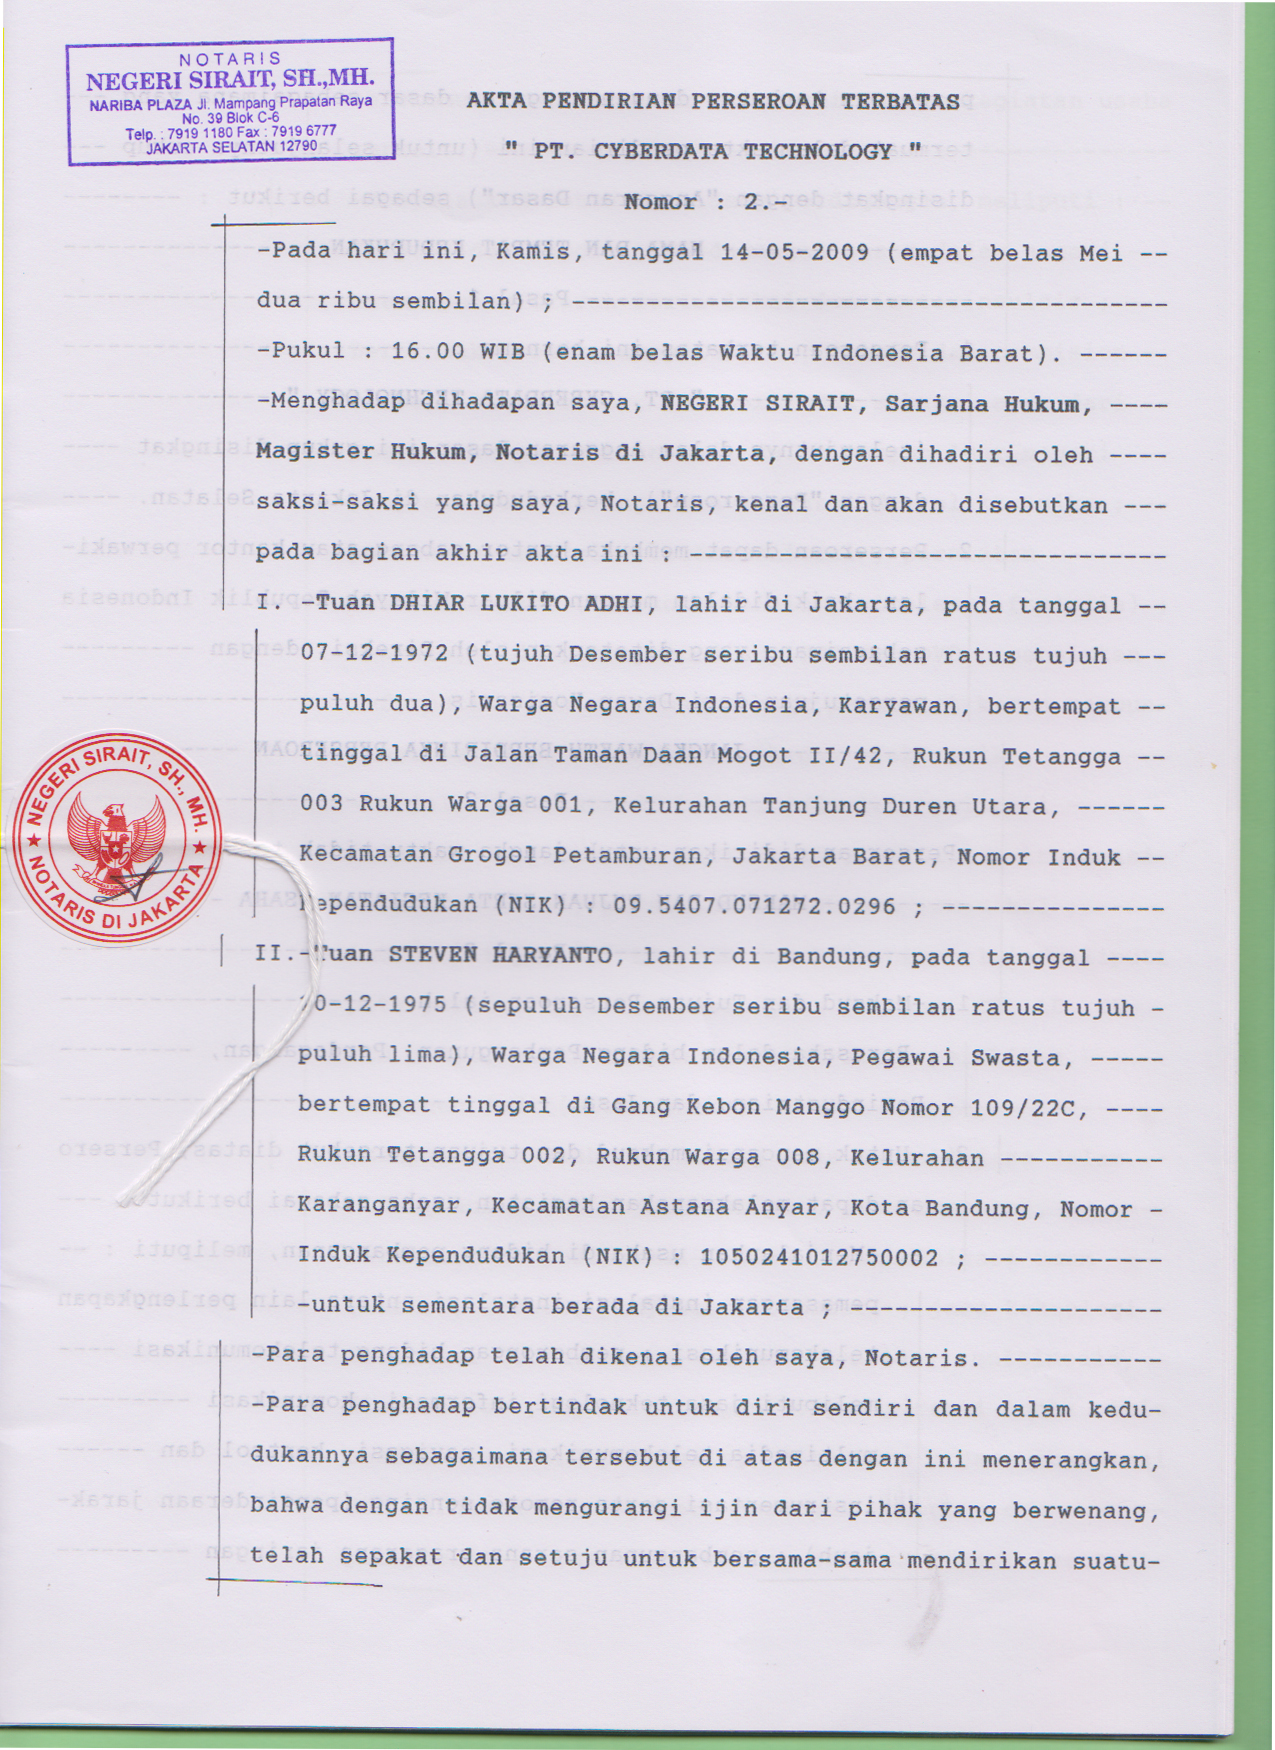 NOTARIS
NEGERI SIRAIT, SH.,MH.
NARIBA PLAZA Jl. Mampang Prapatan Raya
No. 39 Blok C-6
Telp. : 7919 1180 Fax : 7919 6777
JAKARTA SELATAN 12790
AKTA PENDIRIAN PERSEROAN TERBATAS
" PT. CYBERDATA TECHNOLOGY "
Nomor : 2.-
-Pada hari ini, Kamis, tanggal 14-05-2009 (empat belas Mei --
dua ribu sembilan) ; ----------------------------------------
-Pukul : 16.00 WIB (enam belas Waktu Indonesia Barat). ------
-Menghadap dihadapan saya, NEGERI SIRAIT, Sarjana Hukum, ----
Magister Hukum, Notaris di Jakarta, dengan dihadiri oleh ----
saksi-saksi yang saya, Notaris, kenal dan akan disebutkan ---
pada bagian akhir akta ini : --------------------------------
I. -Tuan DHIAR LUKITO ADHI, lahir di Jakarta, pada tanggal --
07-12-1972 (tujuh Desember seribu sembilan ratus tujuh ---
puluh dua), Warga Negara Indonesia, Karyawan, bertempat --
tinggal di Jalan Taman Daan Mogot II/42, Rukun Tetangga --
003 Rukun Warga 001, Kelurahan Tanjung Duren Utara, ------
Kecamatan Grogol Petamburan, Jakarta Barat, Nomor Induk --
Kependudukan (NIK) : 09.5407.071272.0296 ; ---------------
II.-Tuan STEVEN HARYANTO, lahir di Bandung, pada tanggal ----
10-12-1975 (sepuluh Desember seribu sembilan ratus tujuh -
puluh lima), Warga Negara Indonesia, Pegawai Swasta, -----
bertempat tinggal di Gang Kebon Manggo Nomor 109/22C, ----
Rukun Tetangga 002, Rukun Warga 008, Kelurahan -----------
Karanganyar, Kecamatan Astana Anyar, Kota Bandung, Nomor -
Induk Kependudukan (NIK) : 1050241012750002 ; ------------
-untuk sementara berada di Jakarta ; ---------------------
-Para penghadap telah dikenal oleh saya, Notaris. -----------
-Para penghadap bertindak untuk diri sendiri dan dalam kedu-
dukannya sebagaimana tersebut di atas dengan ini menerangkan,
bahwa dengan tidak mengurangi ijin dari pihak yang berwenang,
telah sepakat dan setuju untuk bersama-sama mendirikan suatu-
NEGERI SIRAIT, SH., MH.
NOTARIS DI JAKARTA